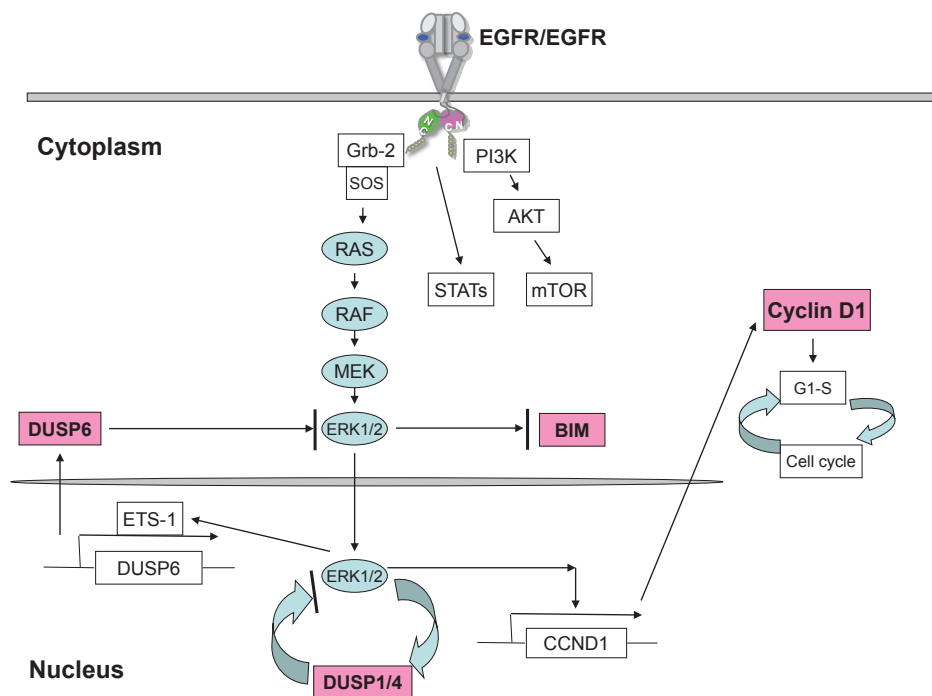 EGFR/EGFR
Cytoplasm
N
C
C
N
Grb-2
SOS
PI3K
AKT
RAS
STATs
mTOR
RAF
Cyclin D1
MEK
G1-S
DUSP6
ERK1/2
BIM
Cell cycle
ETS-1
DUSP6
ERK1/2
CCND1
Nucleus
DUSP1/4